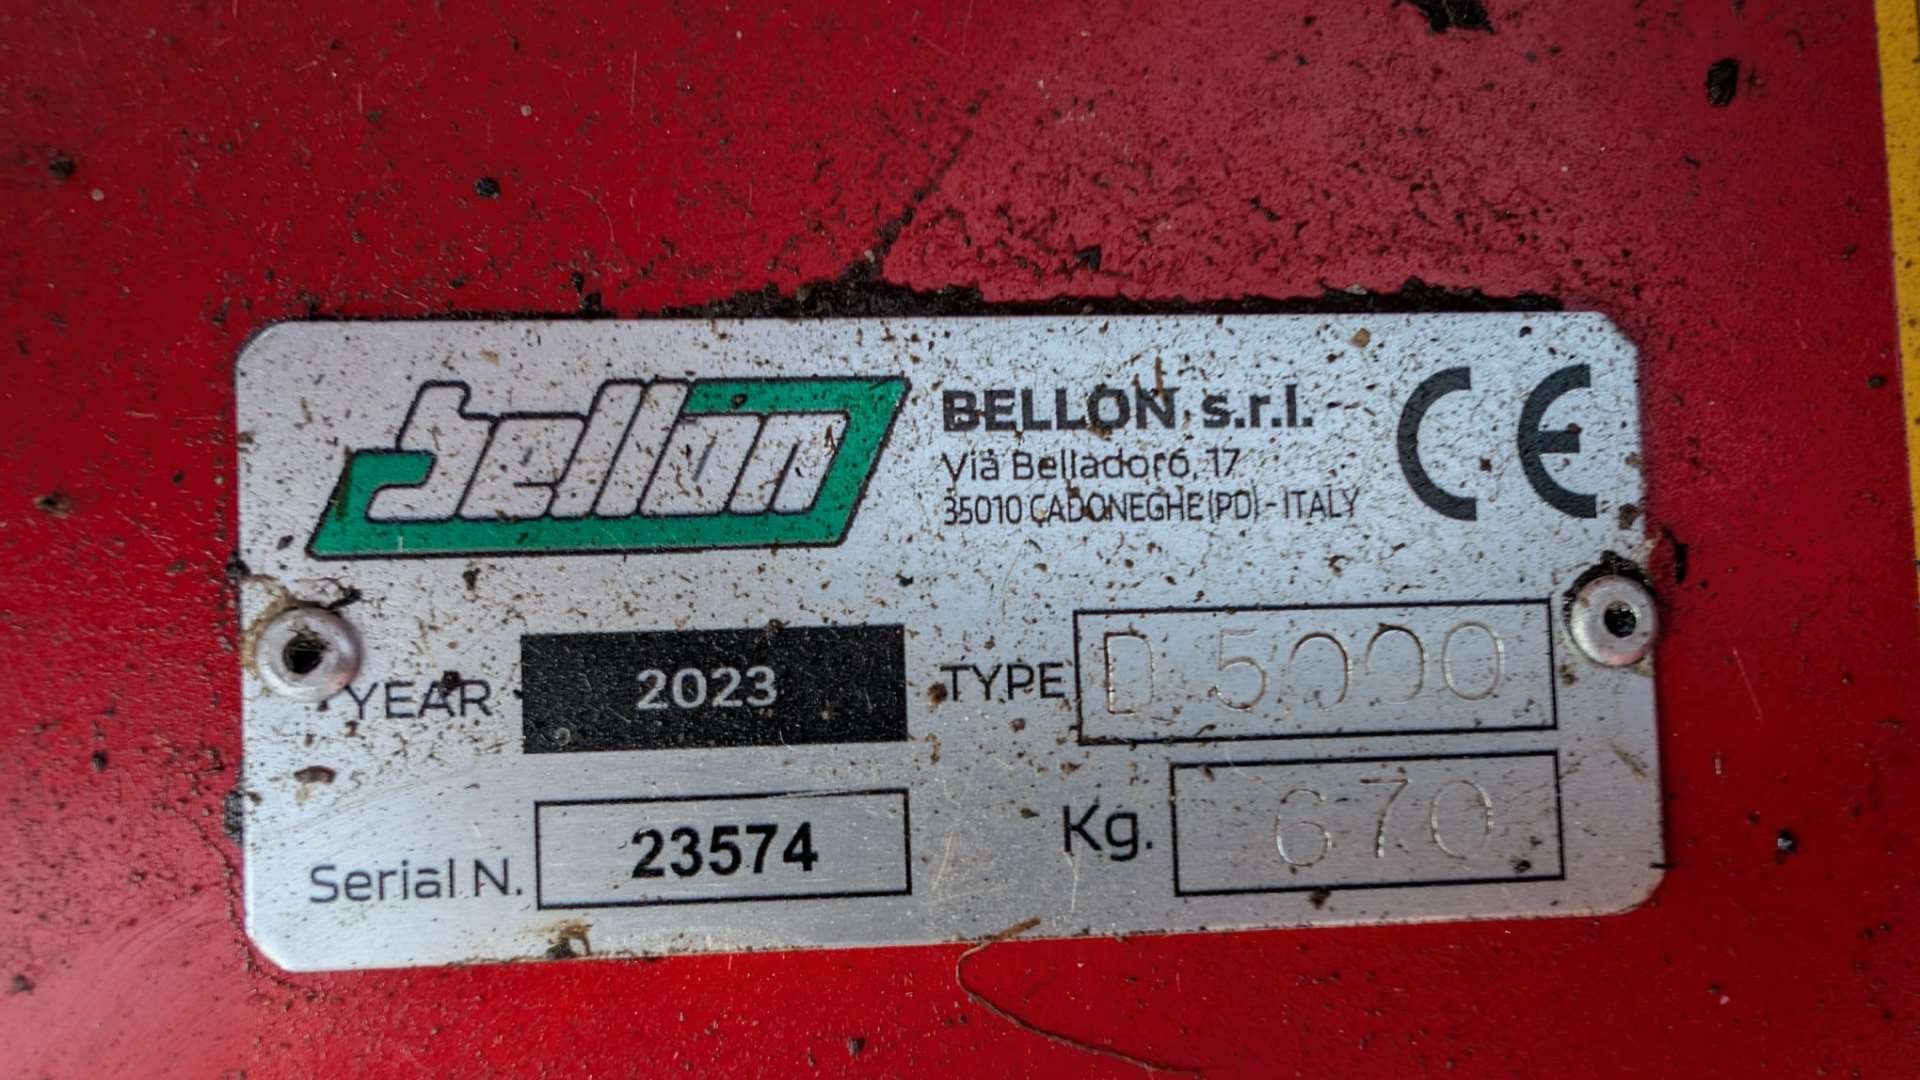 bellon
BELLON s.r.l.
Via Belladoro, 17
35010 CADONEGHE (PD) - ITALY
CE
YEAR 2023
TYPE D 5000
Serial N. 23574
Kg. 670